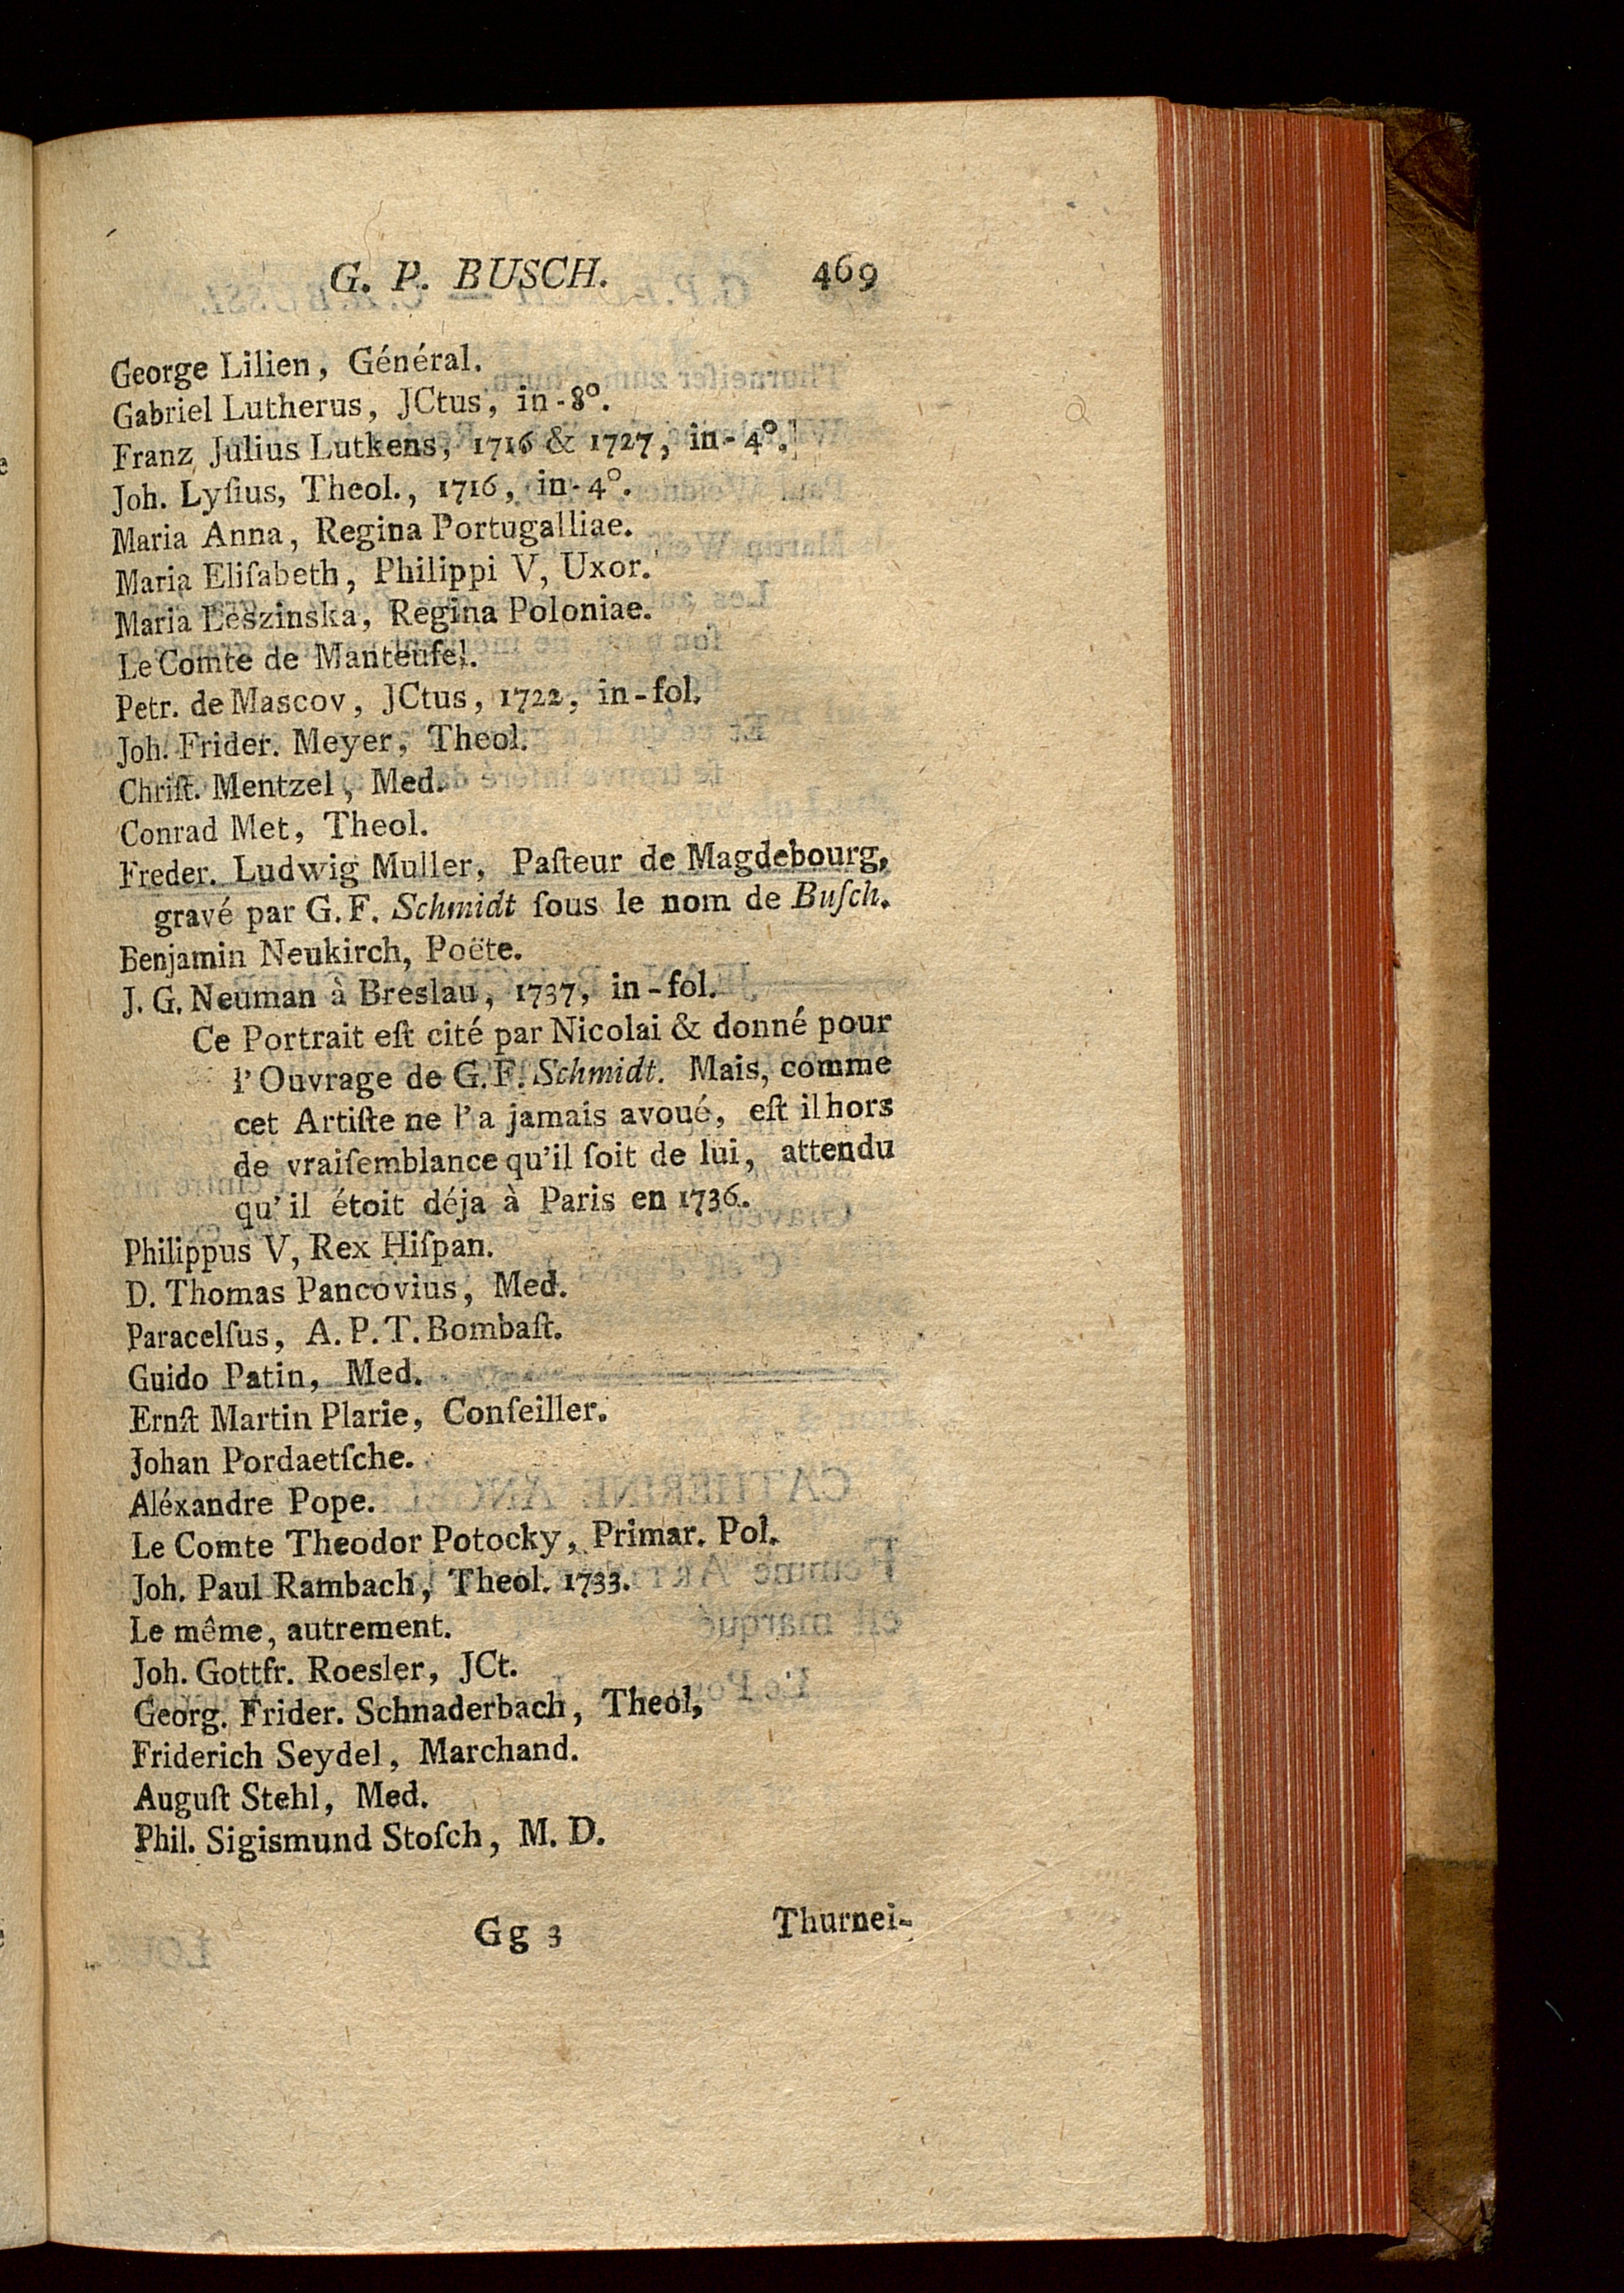 G. P. BUSCH. 469
George Lilien, Général.
Gabriel Lutherus, JCtus, in-8°.
Franz Julius Lutkens, 1716 & 1727, in-4°.
Joh. Lyſius, Theol., 1716, in-4°.
Maria Anna, Regina Portugalliae.
Maria Eliſabeth, Philippi V, Uxor.
Maria Leszinska, Regina Poloniae.
Le Comte de Manteufel.
Petr. de Mascov, JCtus, 1722, in-fol.
Joh. Frider. Meyer, Theol.
Chriſt. Mentzel, Med.
Conrad Met, Theol.
Freder. Ludwig Muller, Paſteur de Magdebourg,
gravé par G. F. Schmidt ſous le nom de Buſch.
Benjamin Neukirch, Poëte.
J. G. Neuman à Breslau, 1737, in-fol.
Ce Portrait eſt cité par Nicolai & donné pour
l'Ouvrage de G. F. Schmidt. Mais, comme
cet Artiſte ne l'a jamais avoué, eſt il hors
de vraiſemblance qu'il ſoit de lui, attendu
qu'il étoit déja à Paris en 1736.
Philippus V, Rex Hiſpan.
D. Thomas Pancovius, Med.
Paracelſus, A. P. T. Bombaſt.
Guido Patin, Med.
Ernſt Martin Plarie, Conſeiller.
Johan Pordaetſche.
Aléxandre Pope.
Le Comte Theodor Potocky, Primar. Pol.
Joh. Paul Rambach, Theol. 1733.
Le même, autrement.
Joh. Gottfr. Roesler, JCt.
Georg. Frider. Schnaderbach, Theol,
Friderich Seydel, Marchand.
Auguſt Stehl, Med.
Phil. Sigismund Stoſch, M. D.
Gg 3 Thurnei-